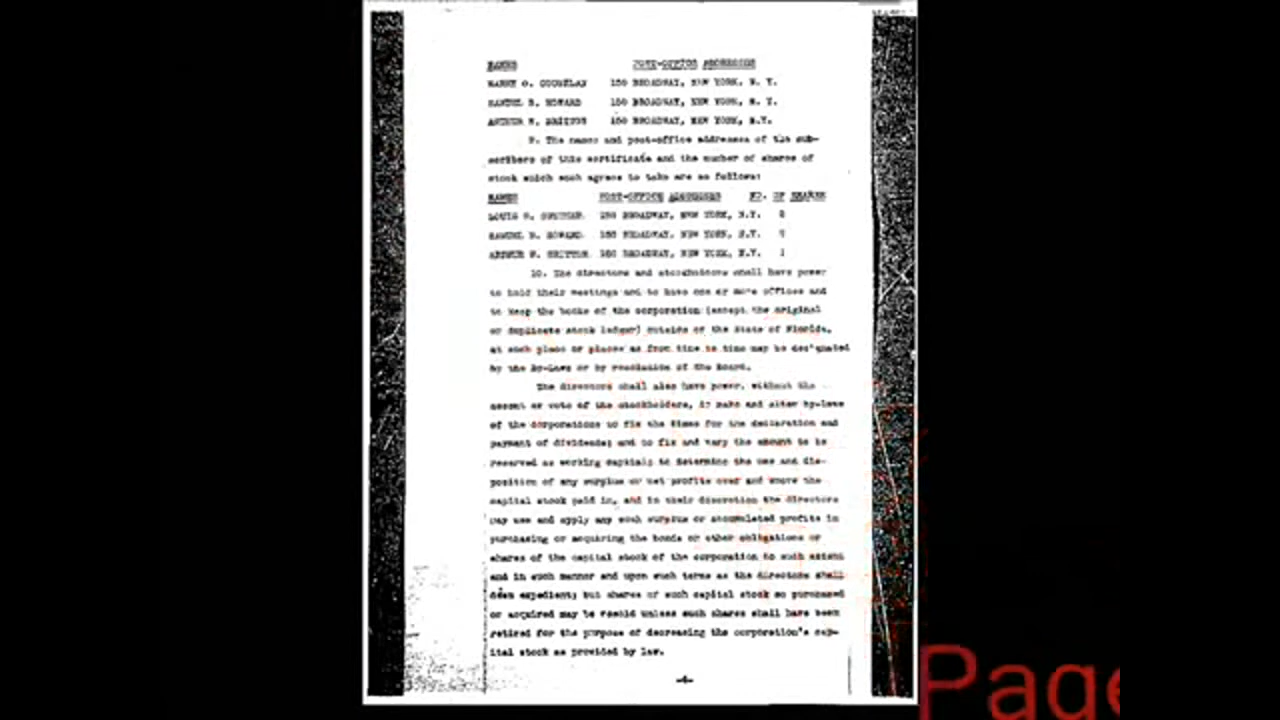 NAMES POST-OFFICE ADDRESSES
HARRY O. COUGHLAN 150 BROADWAY, NEW YORK, N. Y.
SAMUEL B. HOWARD 150 BROADWAY, NEW YORK, N. Y.
ARTHUR W. BRITTON 150 BROADWAY, NEW YORK, N.Y.
9. The names and post-office addresses of the sub-
scribers of this certificate and the number of shares of
stock which each agrees to take are as follows:
NAMES POST-OFFICE ADDRESSES NO. OF SHARES
LOUIS 150 BROADWAY, NEW YORK, N.Y. 8
SAMUEL B. HOWARD 150 BROADWAY, NEW YORK, N.Y.
ARTHUR W. BRITTON 150 BROADWAY, NEW YORK, N.Y. 1
10. The directors and stockholders shall have power
to hold their meetings and to have one or more offices and
to keep the books of the corporation (except the original
or duplicate stock ledger) outside of the State of Florida,
at such place or places as from time to time may be designated
by the By-Laws or by resolution of the Board.
The directors shall also have power, without the
assent or vote of the stockholders, to make and alter by-laws
of the corporation; to fix the times for the declaration and
payment of dividends; and to fix and vary the amount to be
reserved as working capital; to determine the use and dis-
position of any surplus or net profits over and above the
capital stock paid in, and in their discretion the directors
may use and apply any such surplus or accumulated profits in
purchasing or acquiring the bonds or other obligations or
shares of the capital stock of the corporation to such extent
and in such manner and upon such terms as the directors shall
deem expedient; but shares of such capital stock so purchased
or acquired may be resold unless such shares shall have been
retired for the purpose of decreasing the corporation's cap-
ital stock as provided by law.
-4-
Page